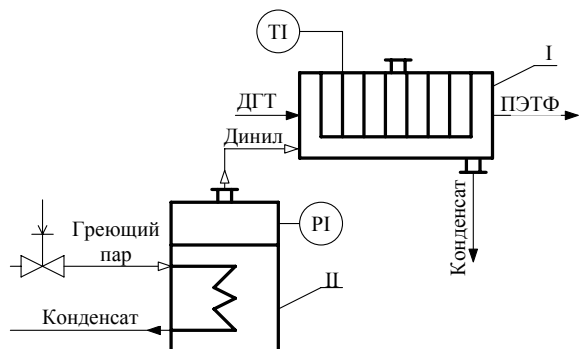 TI
I
ДГТ
ПЭТФ
Динил
Конденсат
Греющий
пар
PI
II
Конденсат